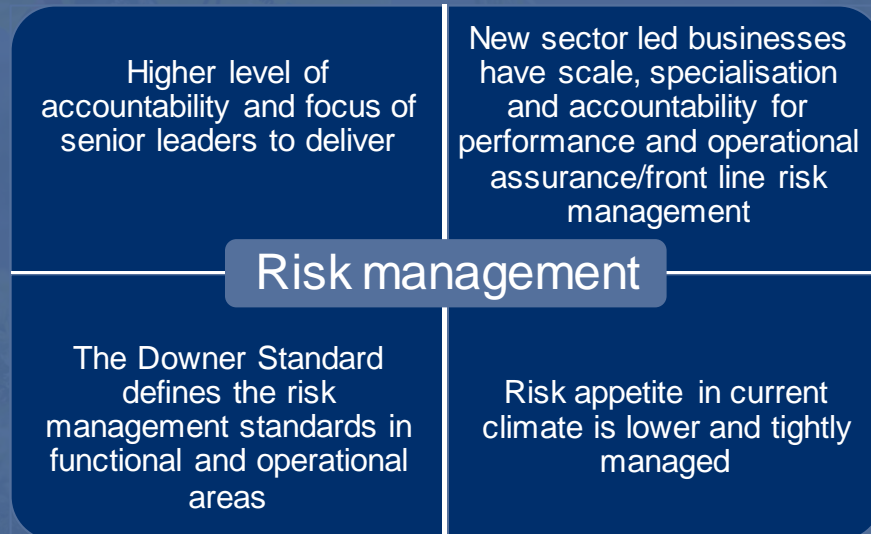 Higher level of
accountability and focus of
senior leaders to deliver
New sector led businesses
have scale, specialisation
and accountability for
performance and operational
assurance/front line risk
management
Risk management
The Downer Standard
defines the risk
management standards in
functional and operational
areas
Risk appetite in current
climate is lower and tightly
managed